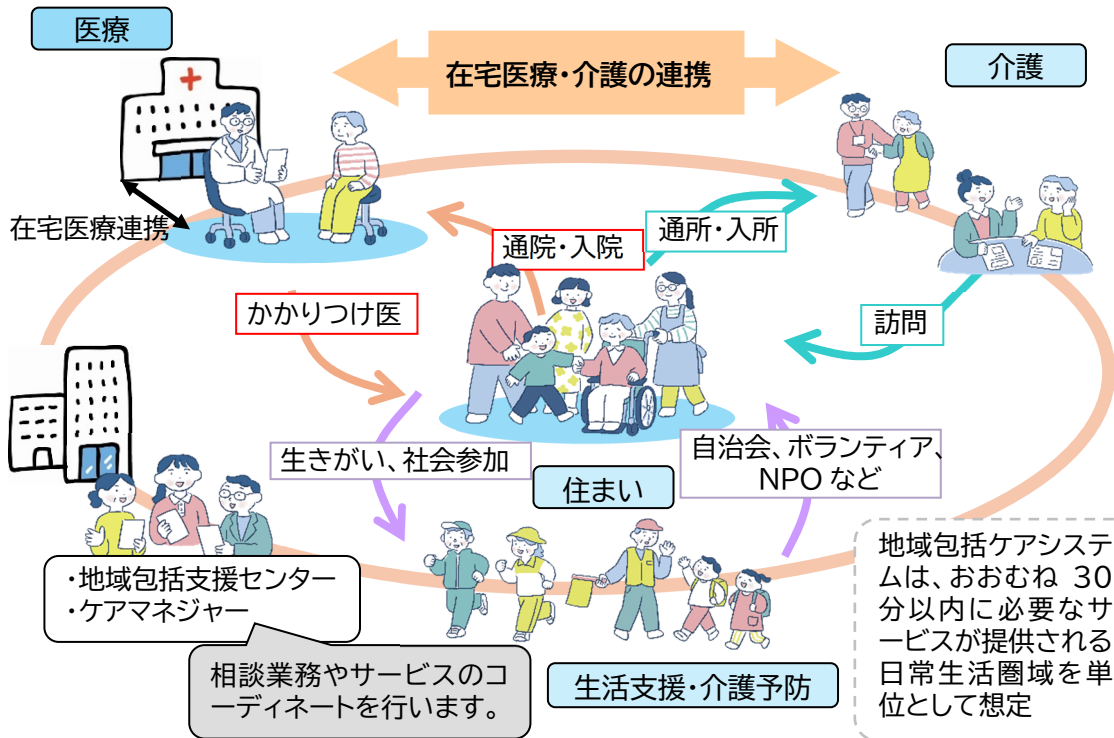 医療
在宅医療・介護の連携
介護
在宅医療連携
通院・入院
通所・入所
かかりつけ医
訪問
生きがい、社会参加
自治会、ボランティア、
NPO など
住まい
・地域包括支援センター
・ケアマネジャー
相談業務やサービスのコ
ーディネートを行います。
生活支援・介護予防
地域包括ケアシステ
ムは、おおむね 30
分以内に必要なサ
ービスが提供される
日常生活圏域を単
位として想定